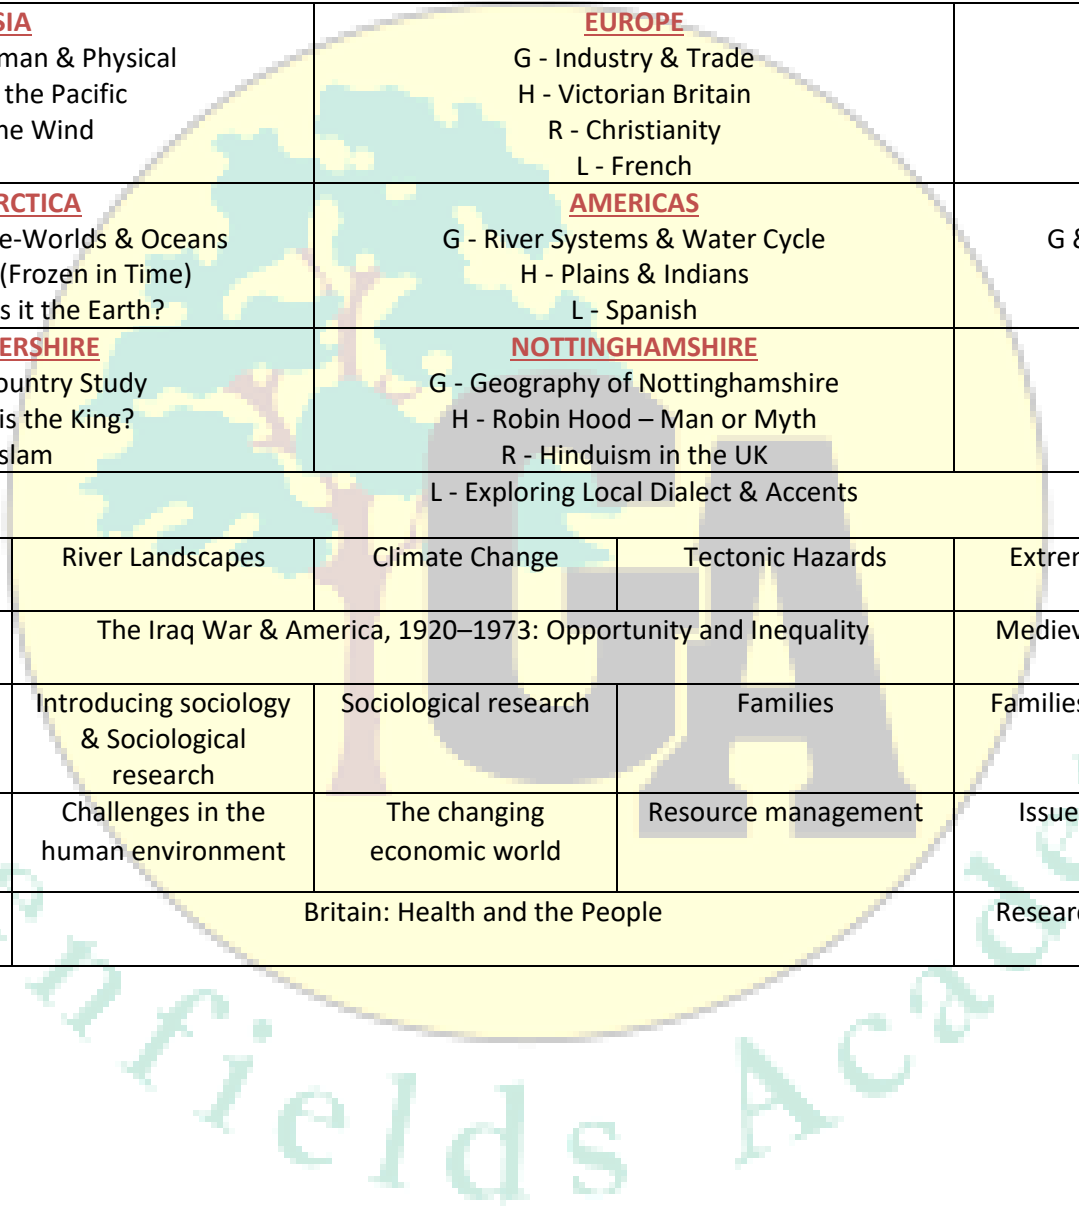 SIA
man & Physical
the Pacific
he Wind
EUROPE
G - Industry & Trade
H - Victorian Britain
R - Christianity
L - French
RCTICA
e-Worlds & Oceans
(Frozen in Time)
s it the Earth?
AMERICAS
G - River Systems & Water Cycle
H - Plains & Indians
L - Spanish
G &
ERSHIRE
ountry Study
is the King?
slam
NOTTINGHAMSHIRE
G - Geography of Nottinghamshire
H - Robin Hood – Man or Myth
R - Hinduism in the UK
L - Exploring Local Dialect & Accents
River Landscapes
Climate Change
Tectonic Hazards
Extre
The Iraq War & America, 1920–1973: Opportunity and Inequality
Mediev
Introducing sociology
& Sociological
research
Sociological research
Families
Families
Challenges in the
human environment
The changing
economic world
Resource management
Issue
Britain: Health and the People
Resear
GA
enfields Acade